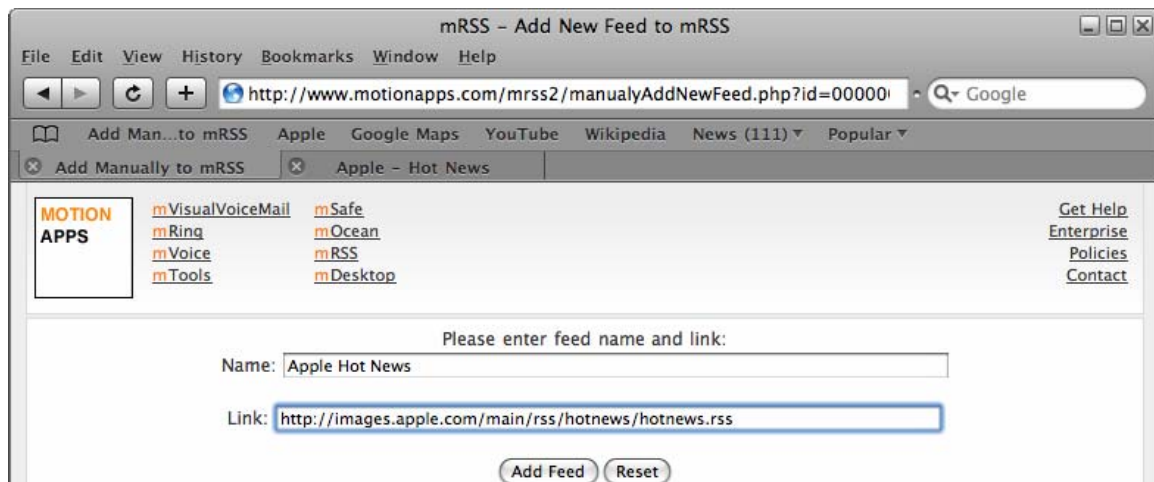 mRSS – Add New Feed to mRSS
File Edit View History Bookmarks Window Help
http://www.motionapps.com/mrss2/manualyAddNewFeed.php?id=00000 Google
Add Man...to mRSS Apple Google Maps YouTube Wikipedia News (111) Popular
Add Manually to mRSS Apple – Hot News
MOTION APPS
mVisualVoiceMail mSafe Get Help
mRing mOcean Enterprise
mVoice mRSS Policies
mTools mDesktop Contact
Please enter feed name and link:
Name: Apple Hot News
Link: http://images.apple.com/main/rss/hotnews/hotnews.rss
Add Feed Reset